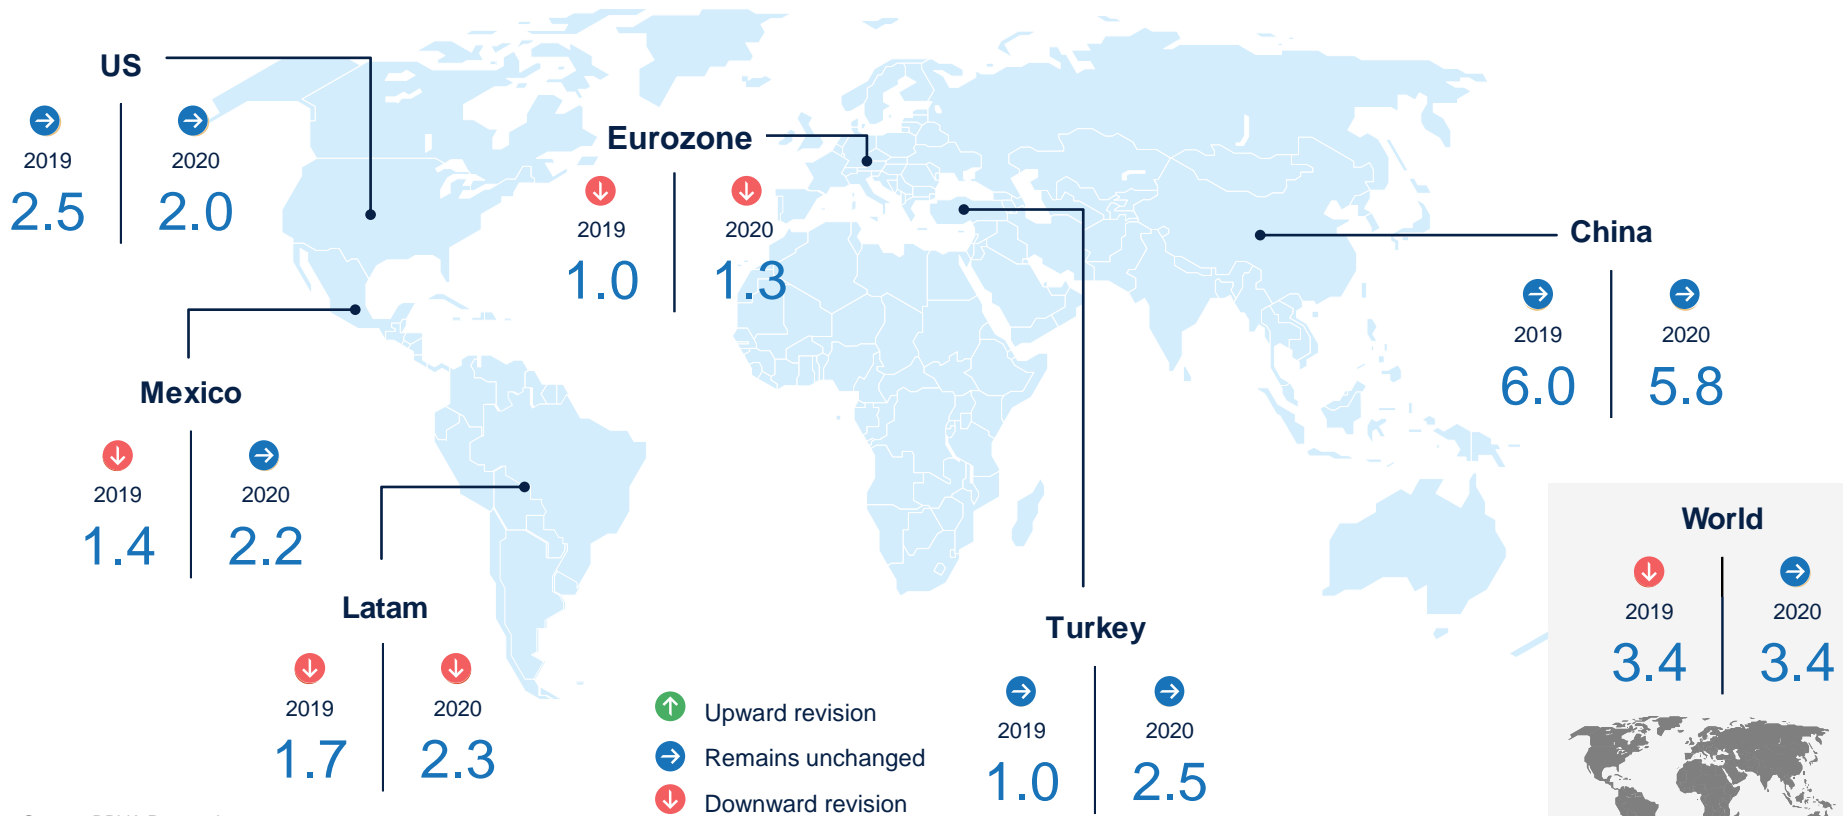 US
2019
2020
2.5
2.0
Eurozone
2019
2020
1.0
1.3
China
2019
2020
6.0
5.8
Mexico
2019
2020
1.4
2.2
World
2019
2020
3.4
3.4
Latam
2019
2020
1.7
2.3
Turkey
2019
2020
1.0
2.5
Upward revision
Remains unchanged
Downward revision